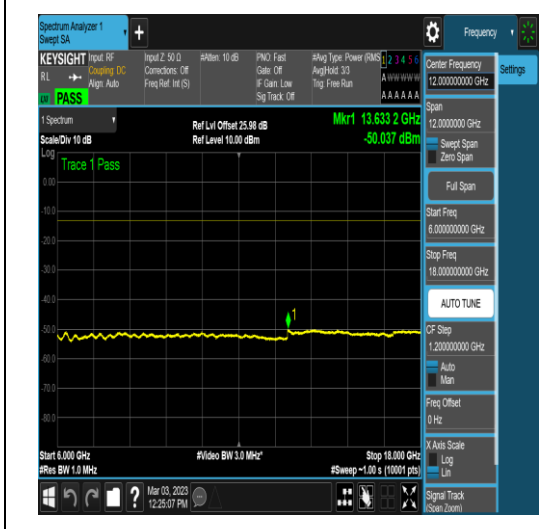 Spectrum Analyzer 1
Swept SA
Frequency
KEYSIGHT
Input: RF
Coupling: DC
Align: Auto
Input Z: 50 Ω
Corrections: Off
Freq Ref: Int (S)
#Atten: 10 dB
PNO: Fast
Gate: Off
IF Gain: Low
Sig Track: Off
#Avg Type: Power (RMS
Avg|Hold: 3/3
Trig: Free Run
1 2 3 4 5 6
A W W W W W
A A A A A A
RL
PASS
1 Spectrum
Scale/Div 10 dB
Ref Lvl Offset 25.98 dB
Ref Level 10.00 dBm
Mkr1 13.633 2 GHz
-50.037 dBm
Log
Trace 1 Pass
0.00
-10.0
-20.0
-30.0
-40.0
-50.0
-60.0
-70.0
-80.0
1
Start 6.000 GHz
#Res BW 1.0 MHz
#Video BW 3.0 MHz*
Stop 18.000 GHz
#Sweep ~1.00 s (10001 pts)
Mar 03, 2023
12:25:07 PM
Settings
Center Frequency
12.000000000 GHz
Span
12.0000000 GHz
Swept Span
Zero Span
Full Span
Start Freq
6.000000000 GHz
Stop Freq
18.000000000 GHz
AUTO TUNE
CF Step
1.200000000 GHz
Auto
Man
Freq Offset
0 Hz
X Axis Scale
Log
Lin
Signal Track
(Span Zoom)